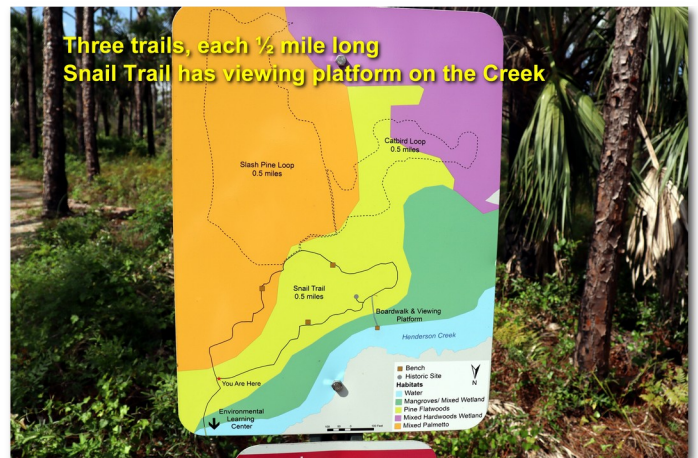 Three trails, each ½ mile long
Snail Trail has viewing platform on the Creek
Catbird Loop
0.5 miles
Slash Pine Loop
0.5 miles
Snail Trail
0.5 miles
Boardwalk & Viewing
Platform
Henderson Creek
You Are Here
Environmental
Learning
Center
Bench
Historic Site
N
Habitats
Water
Mangroves/ Mixed Wetland
Pine Flatwoods
Mixed Hardwoods Wetland
Mixed Palmetto